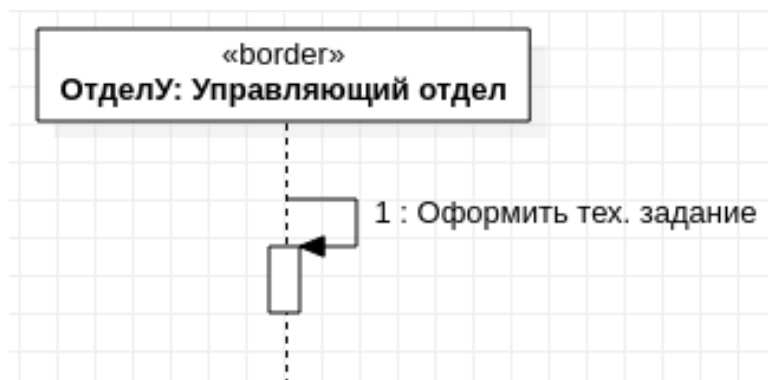 «border»
ОтделУ: Управляющий отдел
1 : Оформить тех. задание